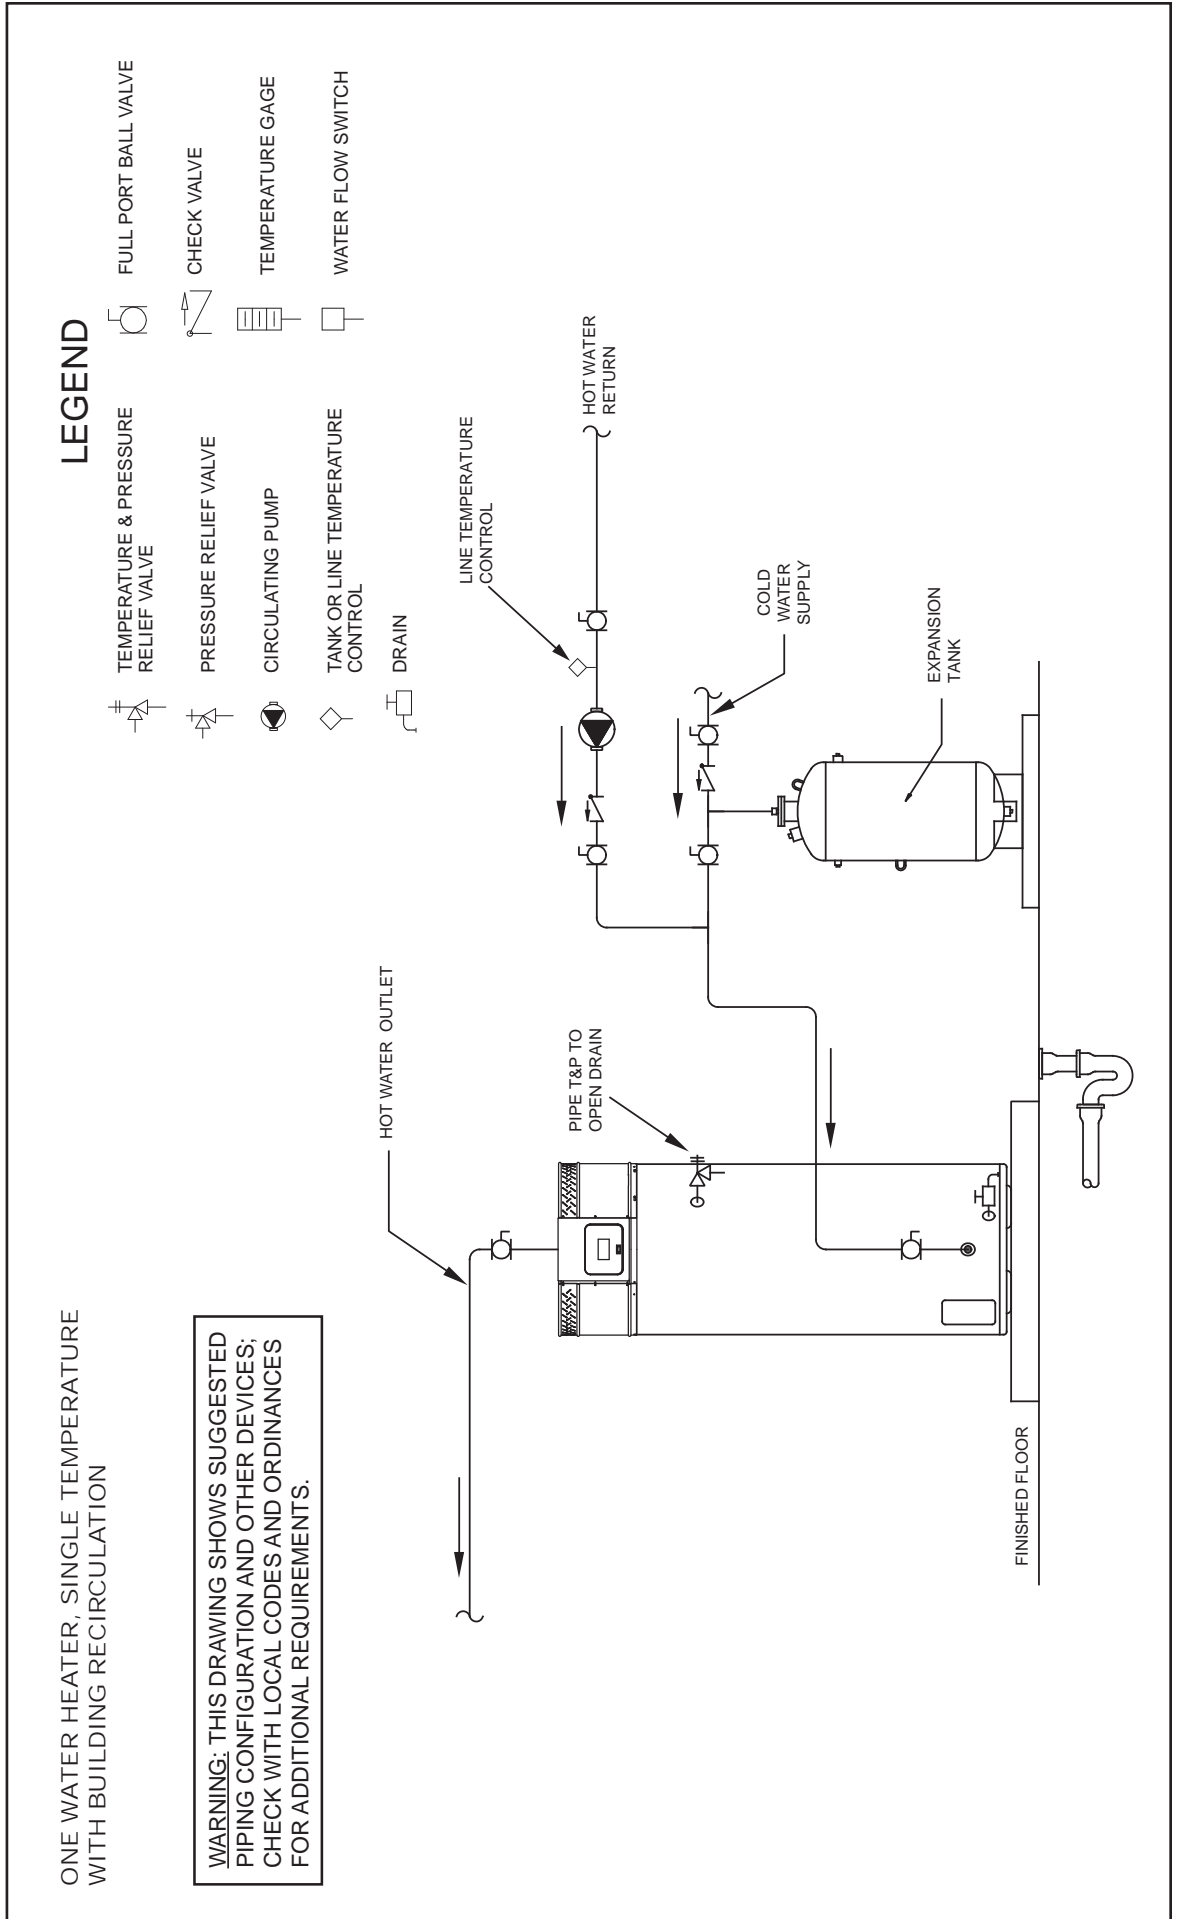 ONE WATER HEATER, SINGLE TEMPERATURE
WITH BUILDING RECIRCULATION
WARNING: THIS DRAWING SHOWS SUGGESTED
PIPING CONFIGURATION AND OTHER DEVICES;
CHECK WITH LOCAL CODES AND ORDINANCES
FOR ADDITIONAL REQUIREMENTS.
LEGEND
TEMPERATURE & PRESSURE
RELIEF VALVE
PRESSURE RELIEF VALVE
CIRCULATING PUMP
TANK OR LINE TEMPERATURE
CONTROL
DRAIN
FULL PORT BALL VALVE
CHECK VALVE
TEMPERATURE GAGE
WATER FLOW SWITCH
HOT WATER OUTLET
PIPE T&P TO
OPEN DRAIN
LINE TEMPERATURE
CONTROL
HOT WATER
RETURN
COLD
WATER
SUPPLY
EXPANSION
TANK
FINISHED FLOOR